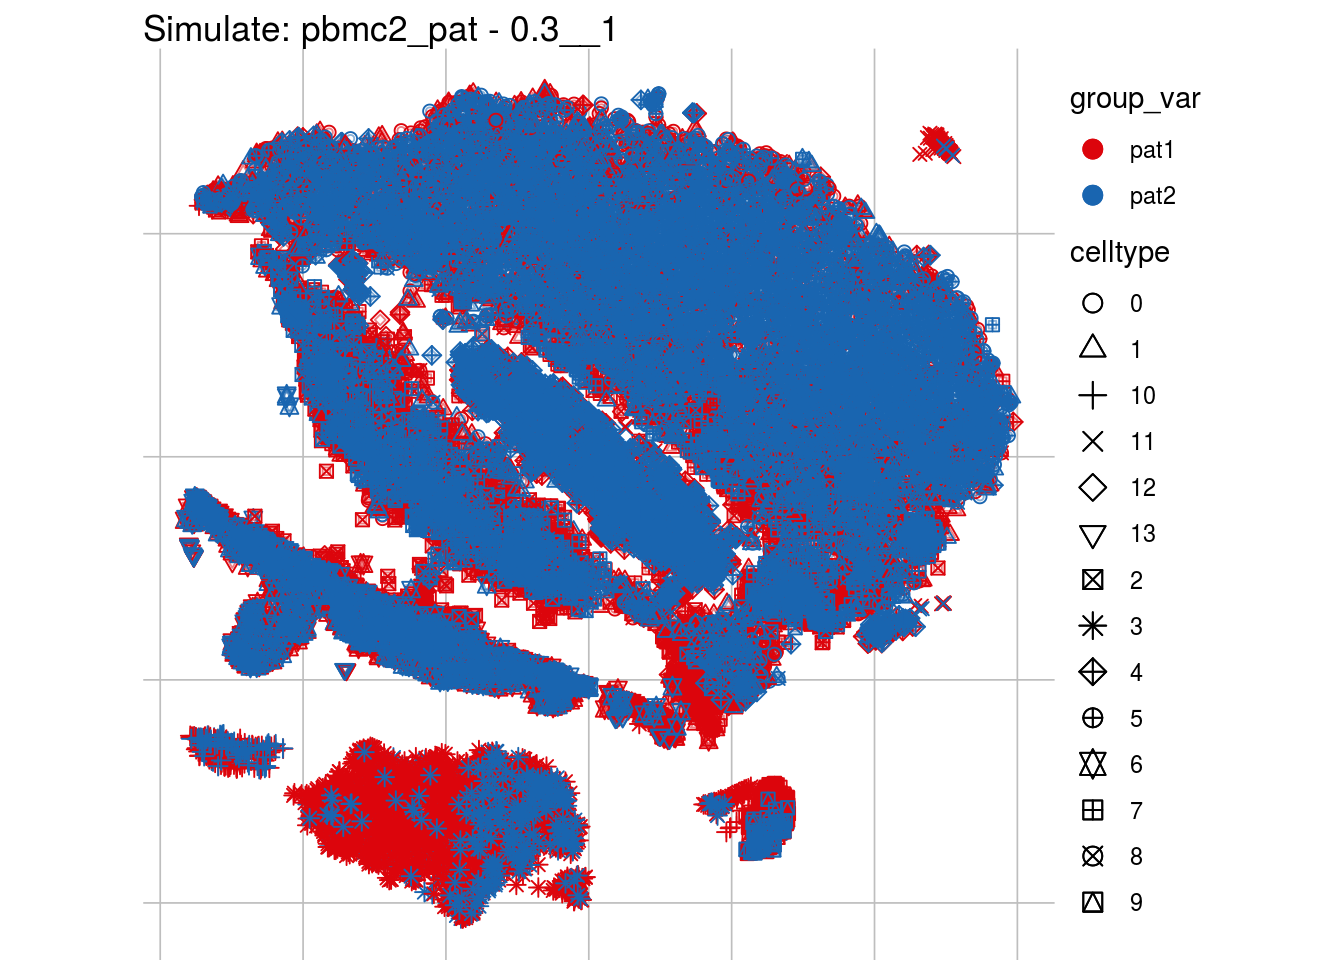 Simulate: pbmc2_pat - 0.3__1
group_var
pat1
pat2
celltype
0
1
10
11
12
13
2
3
4
5
6
7
8
9